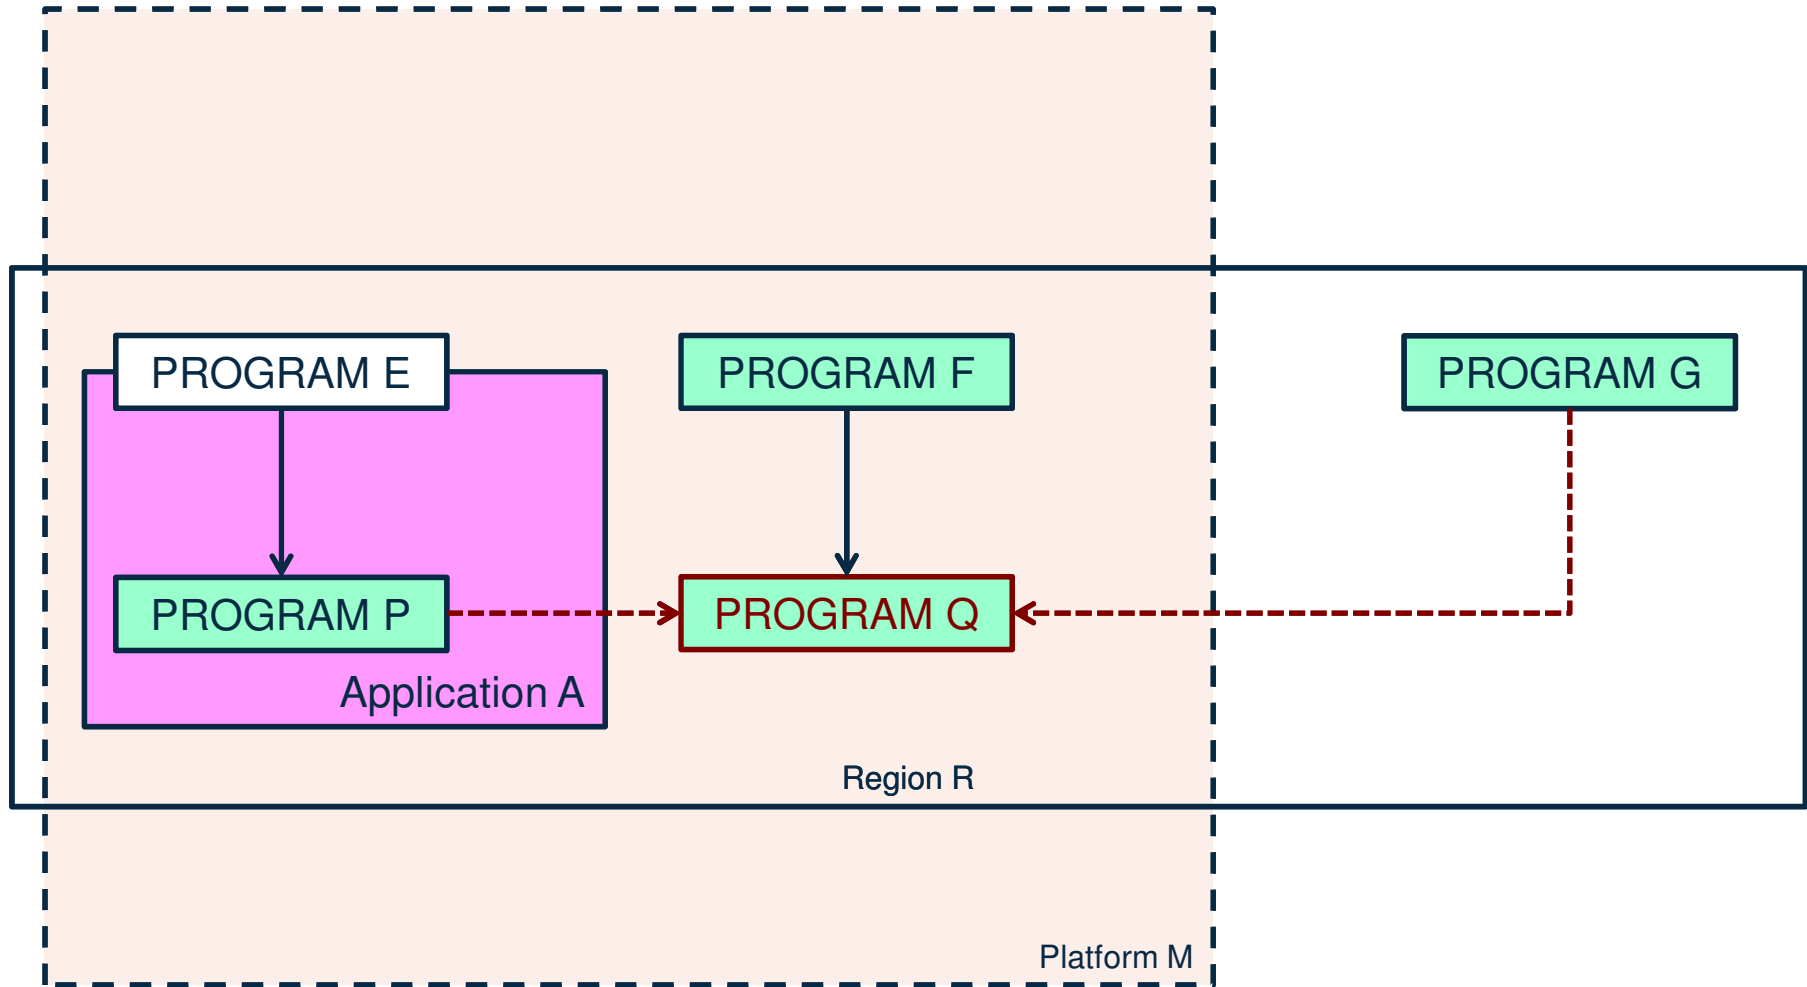 PROGRAM E
PROGRAM F
PROGRAM G
PROGRAM P
PROGRAM Q
Application A
Region R
Platform M